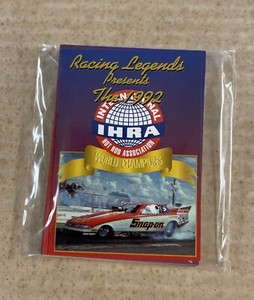 Racing Legends
Presents
The 1992
INTERNATIONAL
IHRA
HOT ROD ASSOCIATION
WORLD CHAMPIONS
Snap-on